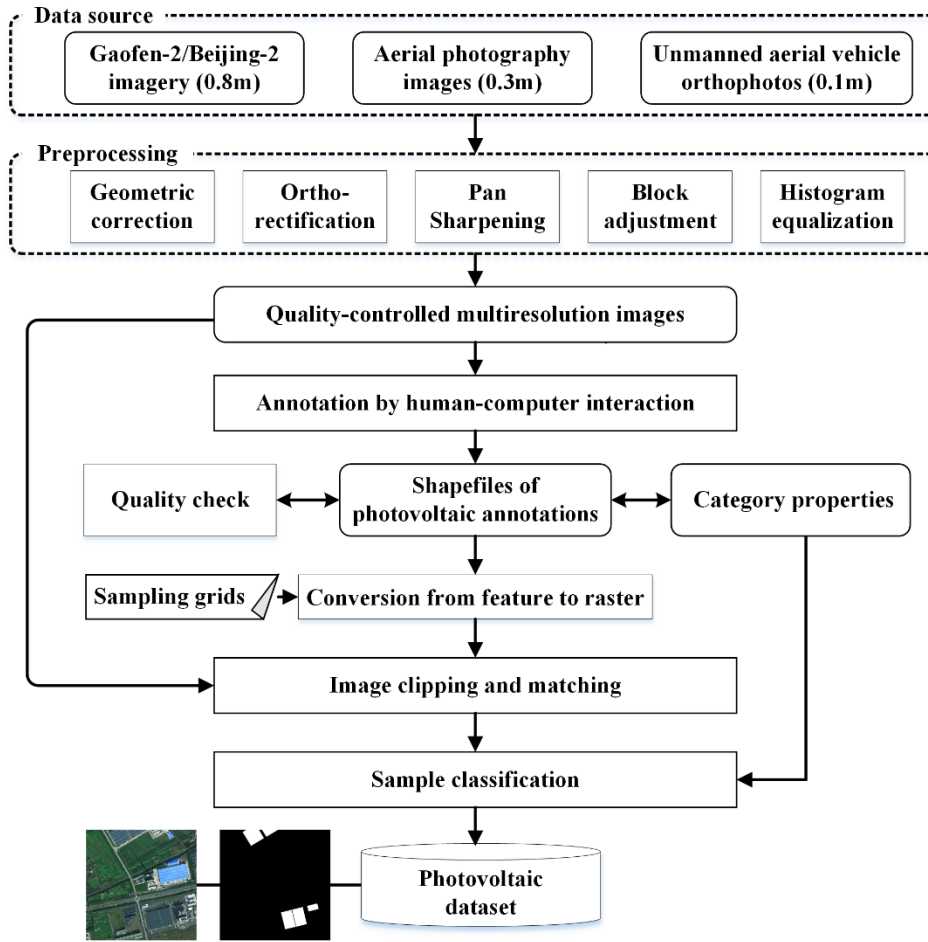 Data source
Gaofen-2/Beijing-2
imagery (0.8m)
Aerial photography
images (0.3m)
Unmanned aerial vehicle
orthophotos (0.1m)
Preprocessing
Geometric
correction
Ortho-
rectification
Pan
Sharpening
Block
adjustment
Histogram
equalization
Quality-controlled multiresolution images
Annotation by human-computer interaction
Quality check
Shapefiles of
photovoltaic annotations
Category properties
Sampling grids
Conversion from feature to raster
Image clipping and matching
Sample classification
Photovoltaic
dataset